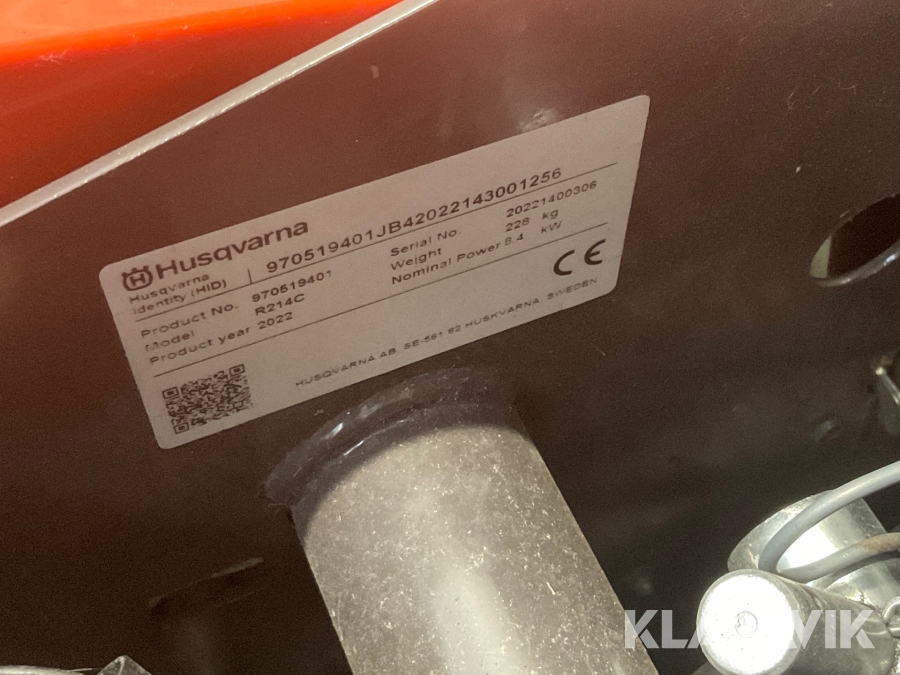 Husqvarna
Husqvarna
Identity (HID) 970519401JB42022143001256
Product No. 970519401 Serial No. 20221400306
Model R214C Weight 228 kg
Product year 2022 Nominal Power 8.4 kW
CE
HUSQVARNA AB, SE-561 82 HUSKVARNA, SWEDEN